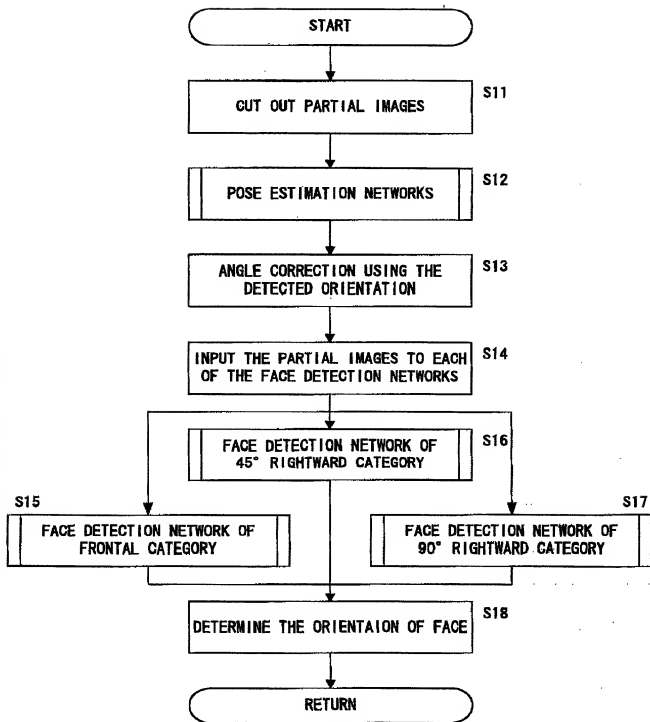 START
S11
CUT OUT PARTIAL IMAGES
S12
POSE ESTIMATION NETWORKS
S13
ANGLE CORRECTION USING THE
DETECTED ORIENTATION
S14
INPUT THE PARTIAL IMAGES TO EACH
OF THE FACE DETECTION NETWORKS
S16
FACE DETECTION NETWORK OF
45° RIGHTWARD CATEGORY
S15
FACE DETECTION NETWORK OF
FRONTAL CATEGORY
S17
FACE DETECTION NETWORK OF
90° RIGHTWARD CATEGORY
S18
DETERMINE THE ORIENTAION OF FACE
RETURN